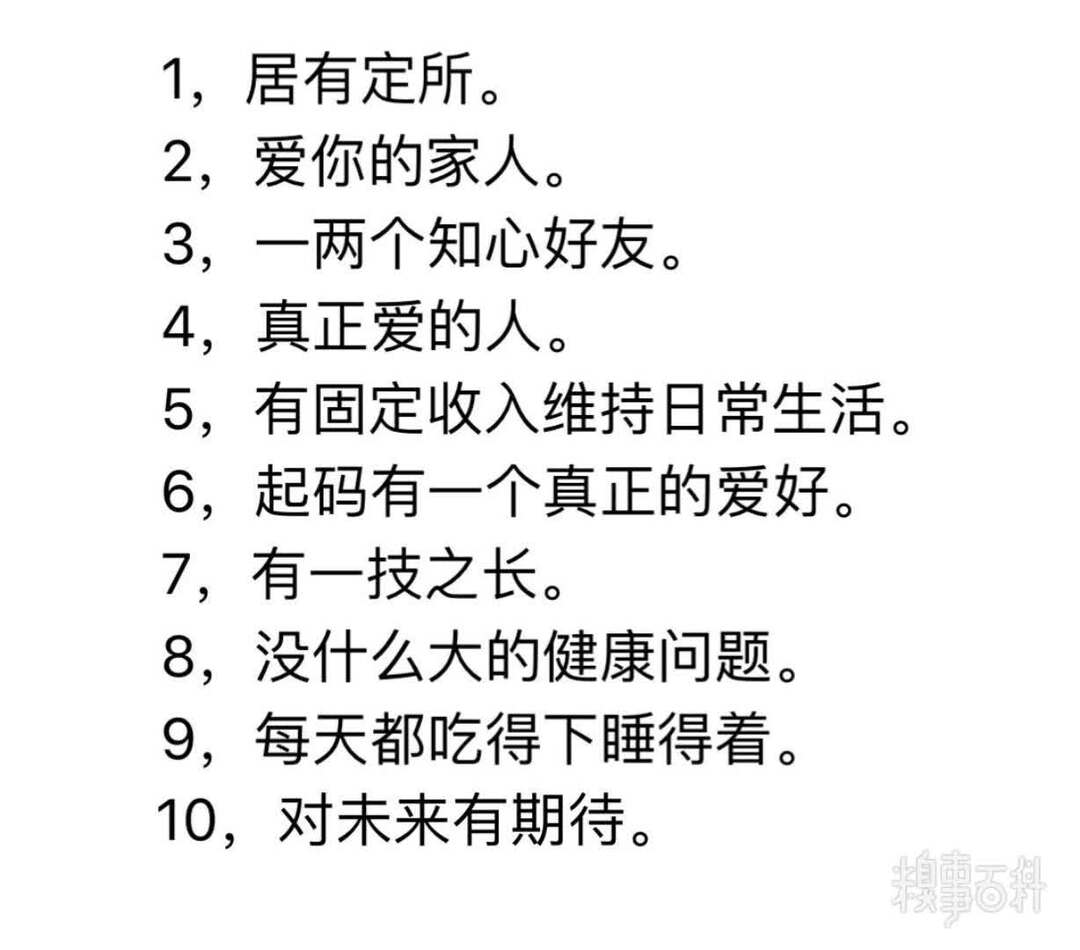 1，居有定所。
2，爱你的家人。
3，一两个知心好友。
4，真正爱的人。
5，有固定收入维持日常生活。
6，起码有一个真正的爱好。
7，有一技之长。
8，没什么大的健康问题。
9，每天都吃得下睡得着。
10，对未来有期待。
糗事百科